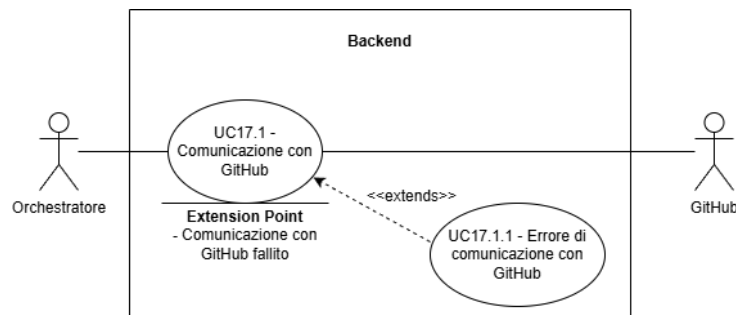 Backend
UC17.1 -
Comunicazione con
GitHub
<<extends>>
Orchestratore
GitHub
Extension Point
- Comunicazione con
GitHub fallito
UC17.1.1 - Errore di
comunicazione con
GitHub